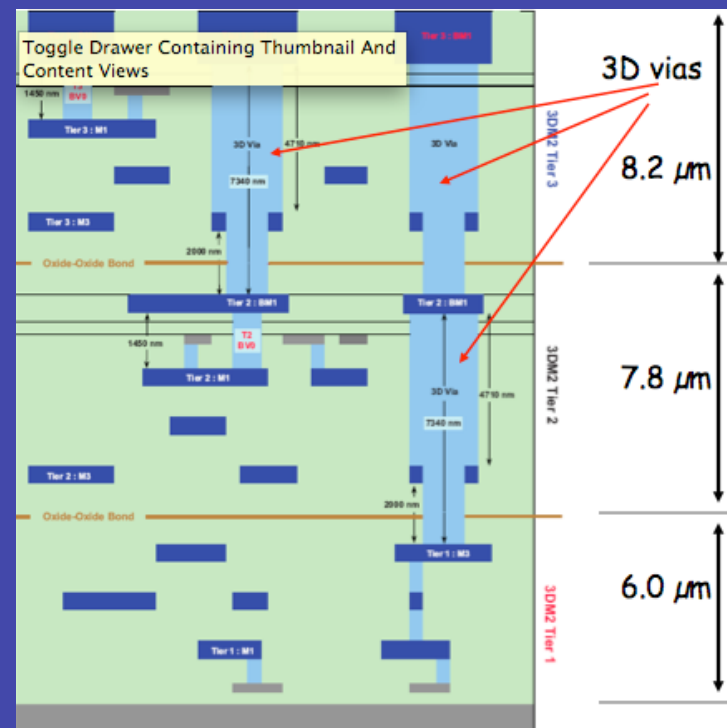 Tier 3 : BM1
Toggle Drawer Containing Thumbnail And
Content Views
3D vias
1450 nm
T3
BV0
Tier 3 : M1
3D Via
4710 nm
3D Via
7340 nm
3DM2 Tier 3
8.2 µm
Tier 3 : M3
2000 nm
Oxide-Oxide Bond
Tier 2 : BM1
Tier 2 : BM1
1450 nm
T2
BV0
Tier 2 : M1
3D Via
4710 nm
7340 nm
3DM2 Tier 2
7.8 µm
Tier 2 : M3
2000 nm
Oxide-Oxide Bond
Tier 1 : M3
3DM2 Tier 1
6.0 µm
Tier 1 : M1